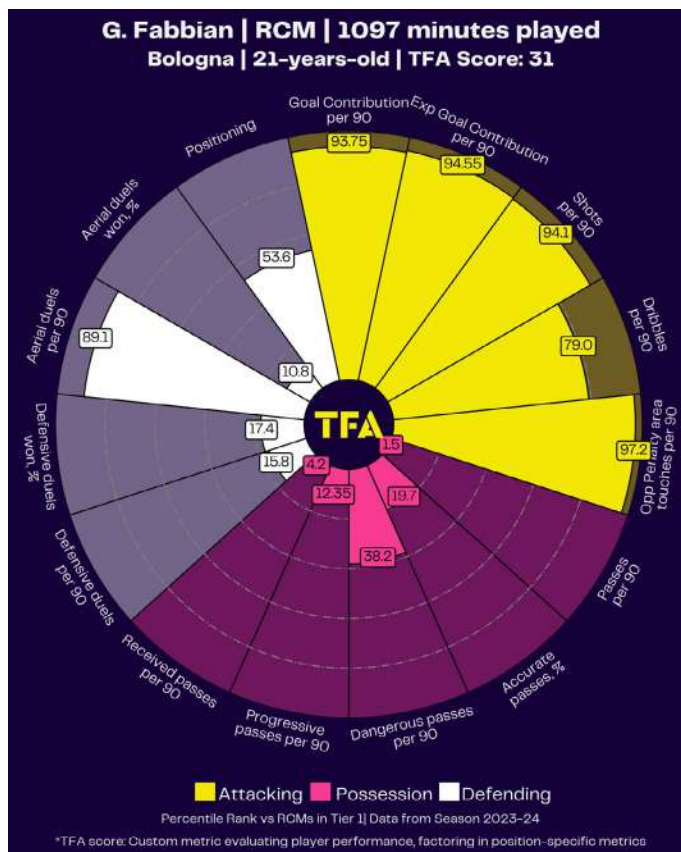 G. Fabbian | RCM | 1097 minutes played
Bologna | 21-years-old | TFA Score: 31
Goal Contribution
per 90
93.75
Exp Goal Contribution
per 90
94.55
Shots
per 90
94.1
Dribbles
per 90
79.0
Opp Penalty area
touches per 90
97.2
Passes
per 90
1.5
Accurate
passes, %
19.7
Dangerous passes
per 90
38.2
Progressive
passes per 90
12.35
Received passes
per 90
4.2
Defensive duels
per 90
15.8
Defensive duels
won, %
17.4
Aerial duels
per 90
89.1
Aerial duels
won, %
10.8
Positioning
53.6
TFA
Attacking Possession Defending
Percentile Rank vs RCMs in Tier 1| Data from Season 2023-24
*TFA score: Custom metric evaluating player performance, factoring in position-specific metrics